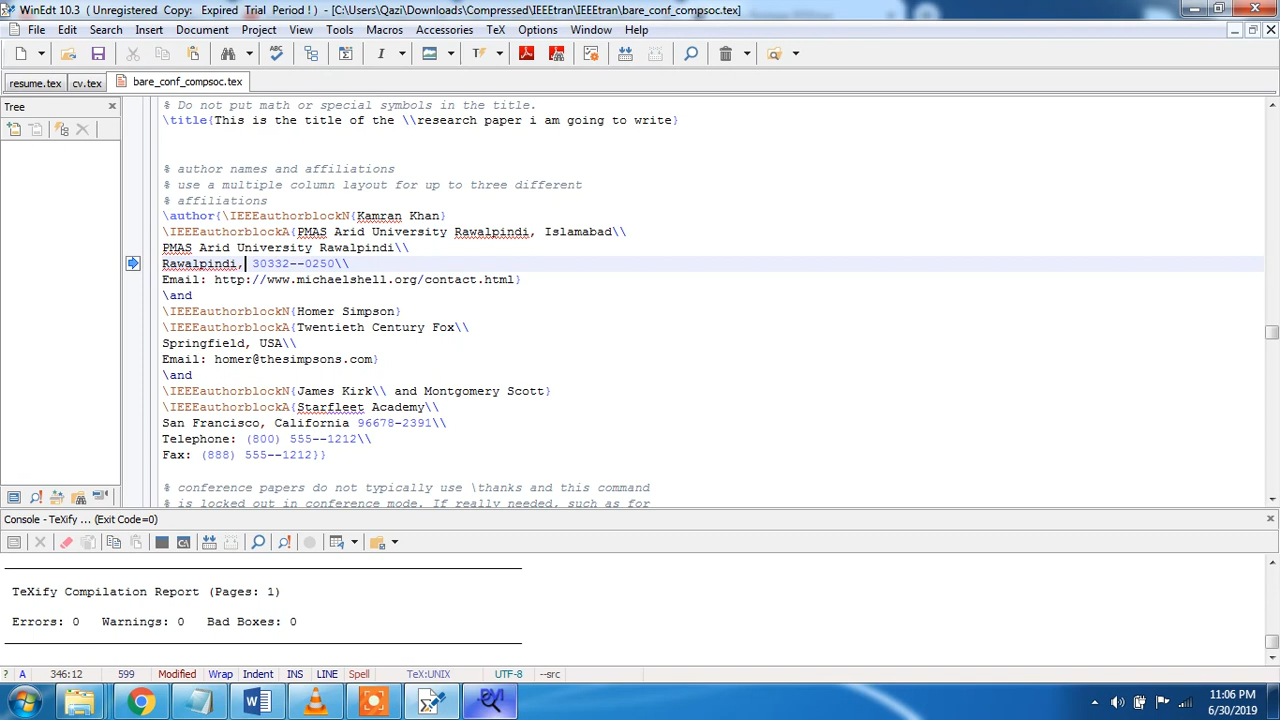 WinEdt 10.3 ( Unregistered Copy: Expired Trial Period ! ) - [C:\Users\Qazi\Downloads\Compressed\IEEEtran\IEEEtran\bare_conf_compsoc.tex]
File Edit Search Insert Document Project View Tools Macros Accessories TeX Options Window Help
resume.tex cv.tex bare_conf_compsoc.tex
Tree
% Do not put math or special symbols in the title.
\title{This is the title of the \\research paper i am going to write}
% author names and affiliations
% use a multiple column layout for up to three different
% affiliations
\author{\IEEEauthorblockN{Kamran Khan}
\IEEEauthorblockA{PMAS Arid University Rawalpindi, Islamabad\\
PMAS Arid University Rawalpindi\\
Rawalpindi, 30332--0250\\
Email: http://www.michaelshell.org/contact.html}
\and
\IEEEauthorblockN{Homer Simpson}
\IEEEauthorblockA{Twentieth Century Fox\\
Springfield, USA\\
Email: homer@thesimpsons.com}
\and
\IEEEauthorblockN{James Kirk\\ and Montgomery Scott}
\IEEEauthorblockA{Starfleet Academy\\
San Francisco, California 96678-2391\\
Telephone: (800) 555--1212\\
Fax: (888) 555--1212}}
% conference papers do not typically use \thanks and this command
% is locked out in conference mode. If really needed, such as for
Console - TeXify ... (Exit Code=0)
TeXify Compilation Report (Pages: 1)
Errors: 0 Warnings: 0 Bad Boxes: 0
? A 346:12 599 Modified Wrap Indent INS LINE Spell TeX:UNIX UTF-8 --src
11:06 PM
6/30/2019